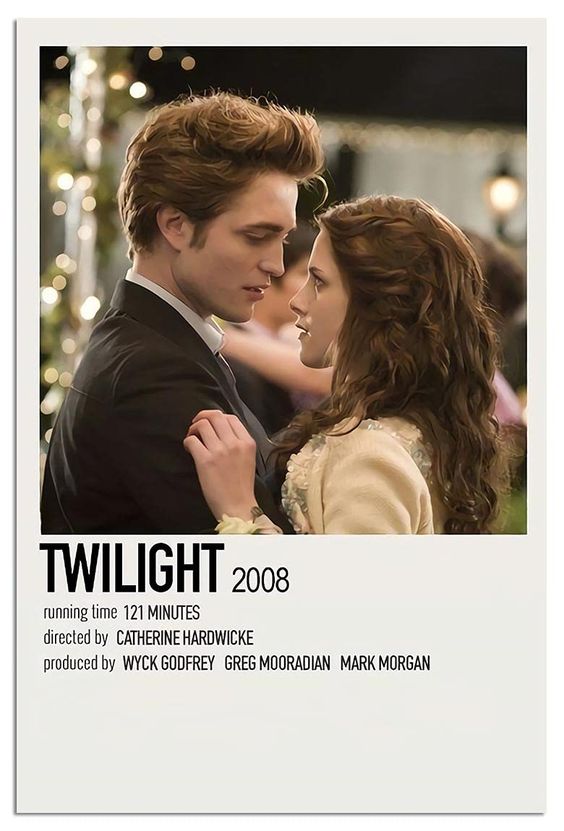 TWILIGHT 2008
running time 121 MINUTES
directed by CATHERINE HARDWICKE
produced by WYCK GODFREY GREG MOORADIAN MARK MORGAN